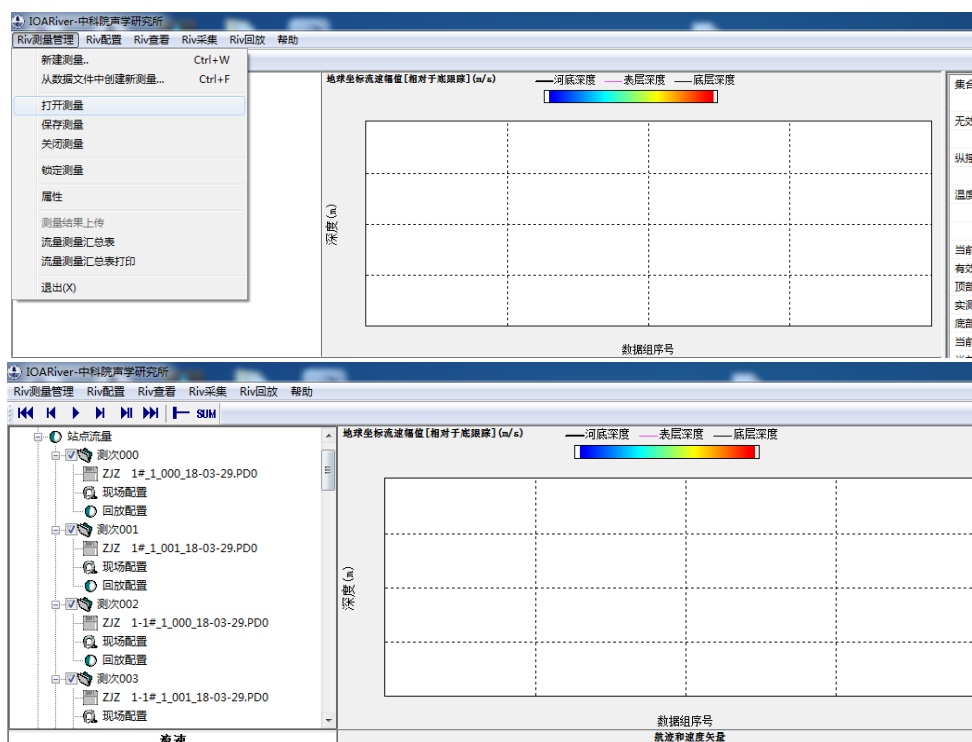 IOARiver-中科院声学研究所
Riv测量管理 Riv配置 Riv查看 Riv采集 Riv回放 帮助
新建测量.. Ctrl+W
从数据文件中创建新测量... Ctrl+F
打开测量
保存测量
关闭测量
锁定测量
属性
测量结果上传
流量测量汇总表
流量测量汇总表打印
退出(X)
地球坐标流速幅值[相对于底跟踪](m/s) 河底深度 表层深度 底层深度
深度(m)
数据组序号
集合
无效
纵摇
温度
当前
有效
顶部
实测
底部
当前
IOARiver-中科院声学研究所
Riv测量管理 Riv配置 Riv查看 Riv采集 Riv回放 帮助
SUM
站点流量
测次000
ZJZ 1#_1_000_18-03-29.PD0
现场配置
回放配置
测次001
ZJZ 1#_1_001_18-03-29.PD0
现场配置
回放配置
测次002
ZJZ 1-1#_1_000_18-03-29.PD0
现场配置
回放配置
测次003
ZJZ 1-1#_1_001_18-03-29.PD0
现场配置
流速
地球坐标流速幅值[相对于底跟踪](m/s) 河底深度 表层深度 底层深度
深度(m)
数据组序号
航迹和速度矢量